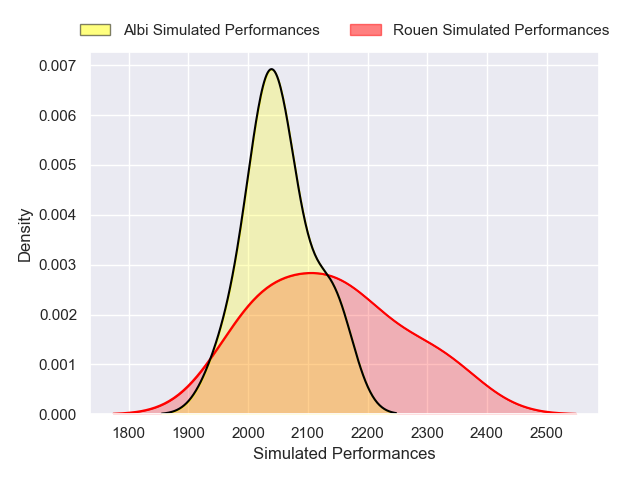 Albi Simulated Performances Rouen Simulated Performances
0.007
0.006
0.005
0.004
0.003
0.002
0.001
0.000
Density
1800 1900 2000 2100 2200 2300 2400 2500
Simulated Performances